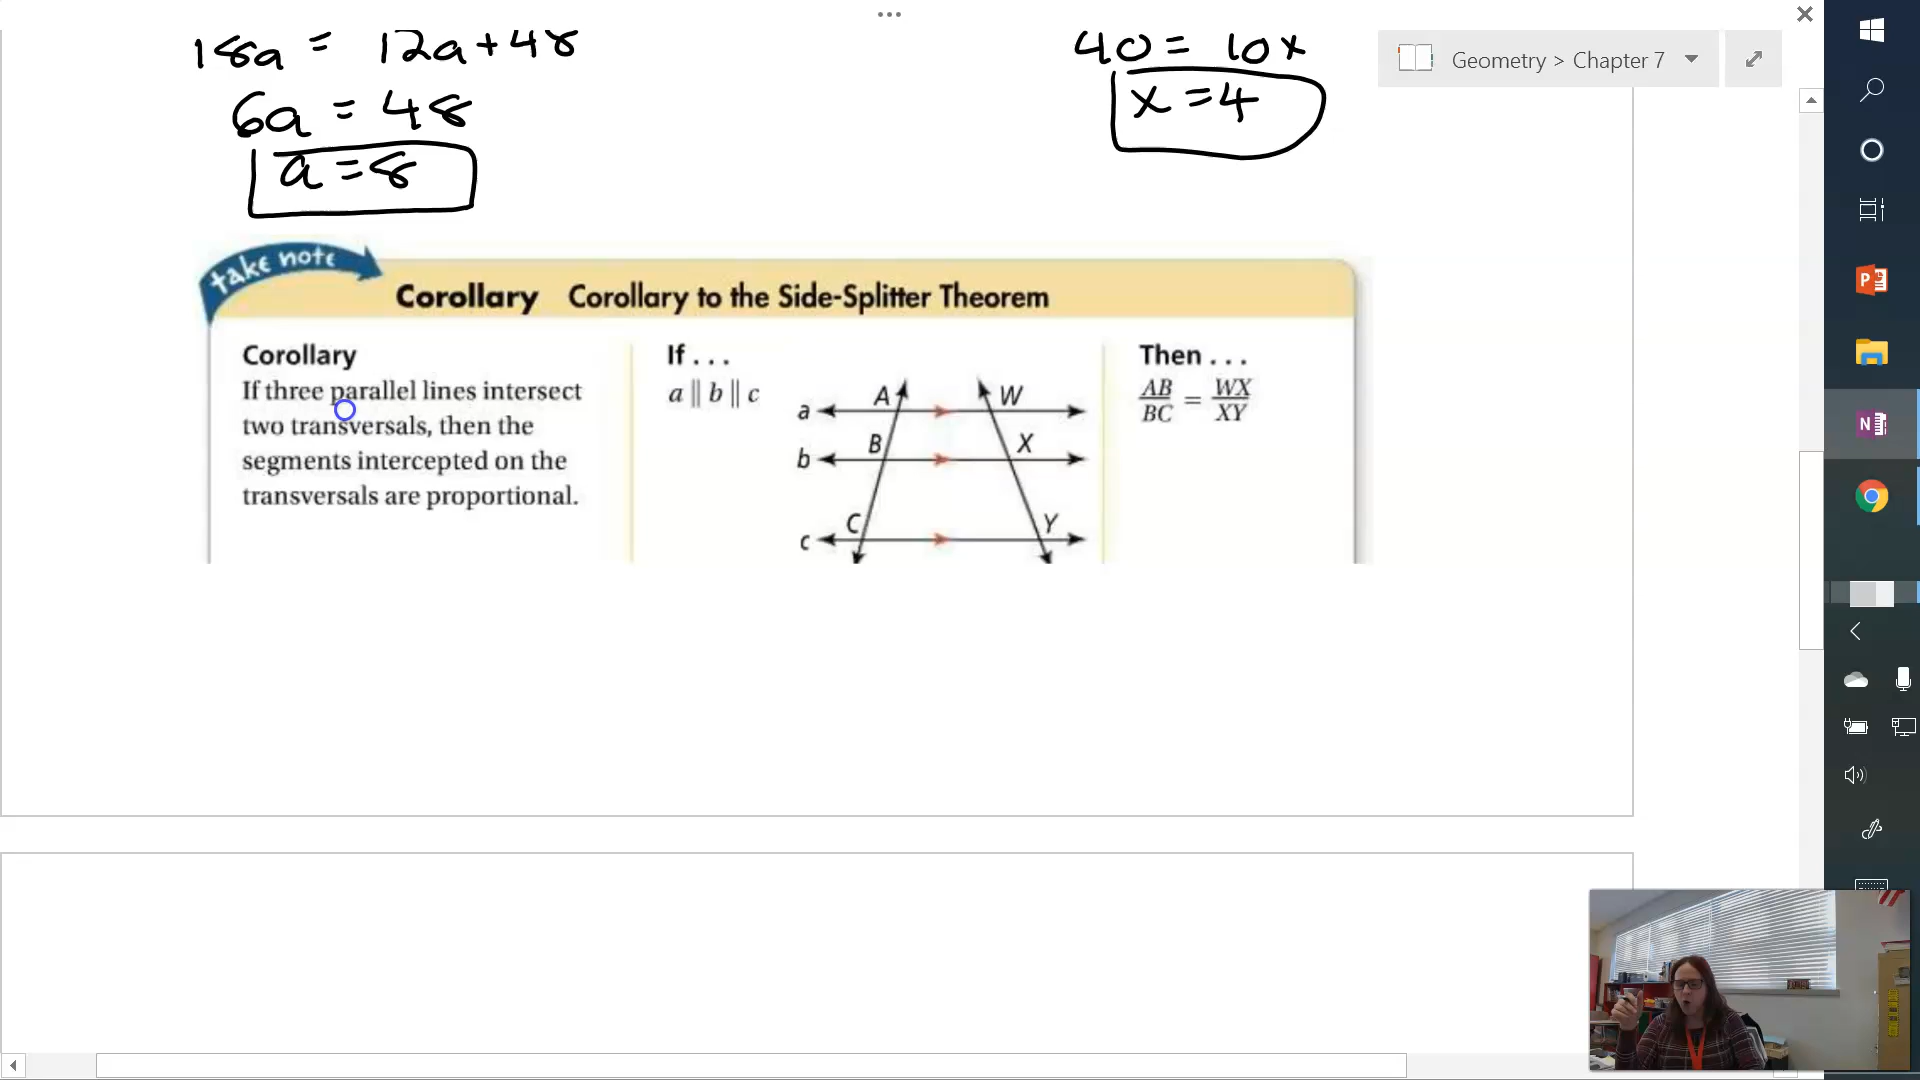 18a = 12a+48
6a = 48
a = 8
40 = 10x
x = 4
Geometry > Chapter 7
take note
Corollary Corollary to the Side-Splitter Theorem
Corollary
If three parallel lines intersect
two transversals, then the
segments intercepted on the
transversals are proportional.
If . . .
a || b || c
A W
a
B X
b
C Y
c
Then . . .
AB/BC = WX/XY